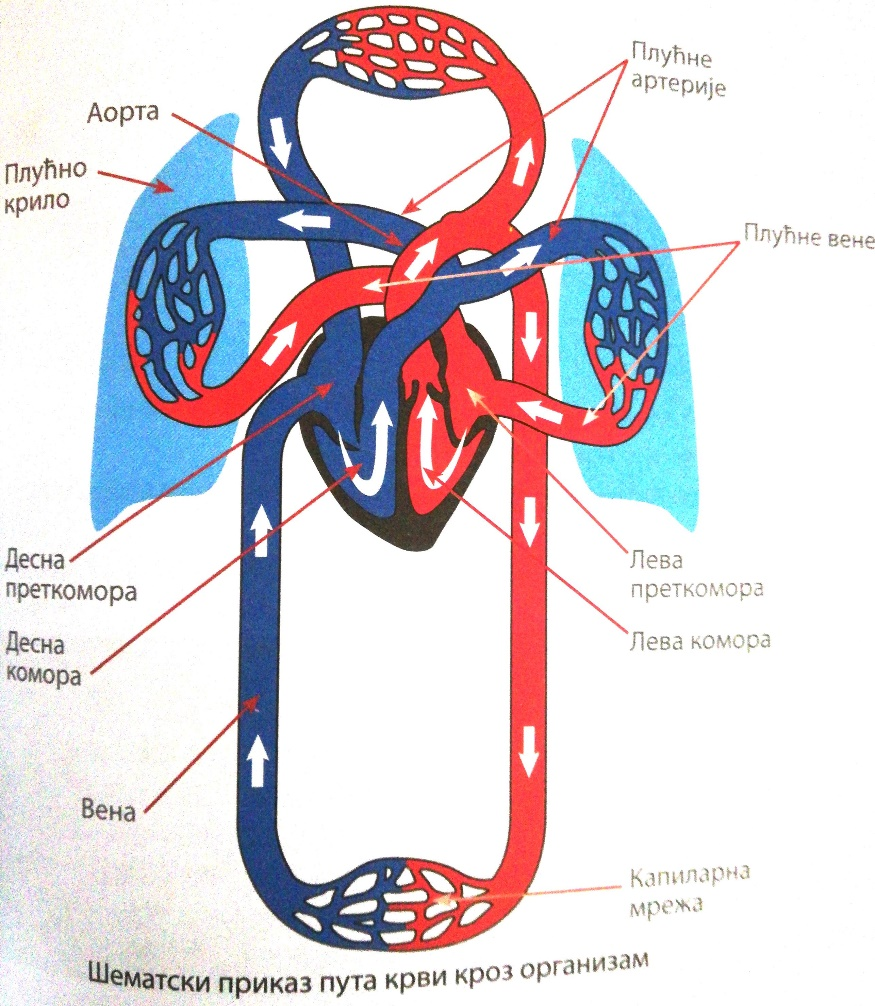 Плућне
артерије
Аорта
Плућно
крило
Плућне вене
Десна
преткомора
Лева
преткомора
Десна
комора
Лева комора
Вена
Капиларна
мрежа
Шематски приказ пута крви кроз организам